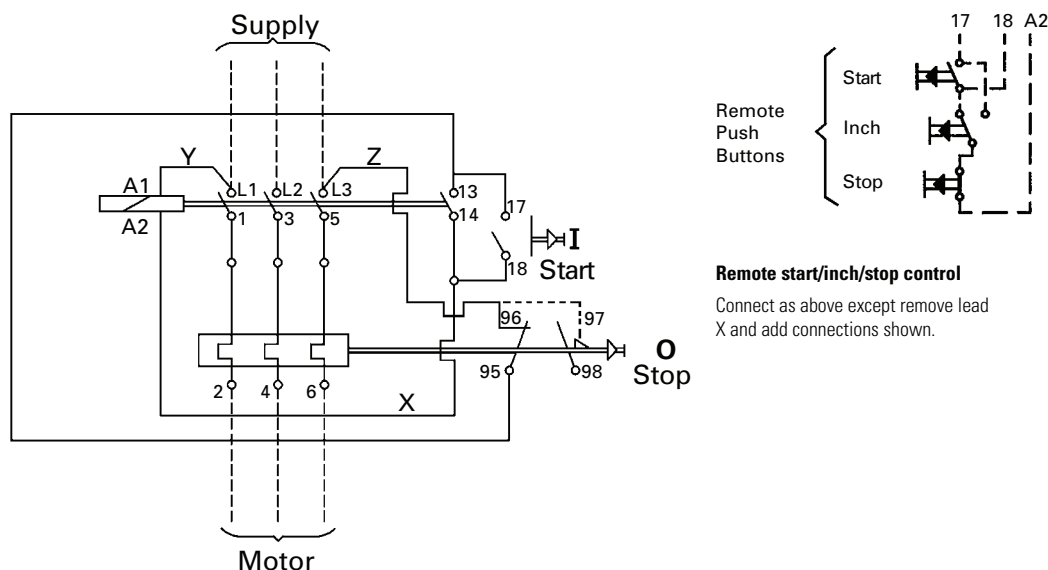 Supply
17 18 A2
Start
Remote
Push
Buttons
Inch
Stop
Y Z
A1 L1 L2 L3 13
A2 1 3 5 14 17
I
18 Start
Remote start/inch/stop control
Connect as above except remove lead
X and add connections shown.
96 97
O
95 98 Stop
2 4 6 X
Motor